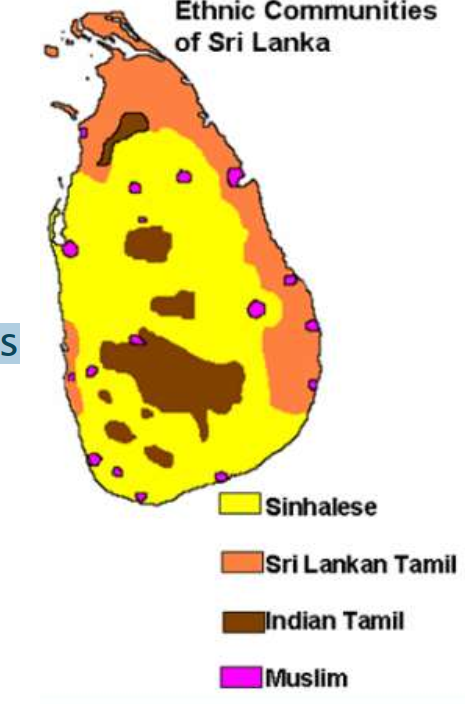 Ethnic Communities
of Sri Lanka
s
Sinhalese
Sri Lankan Tamil
Indian Tamil
Muslim